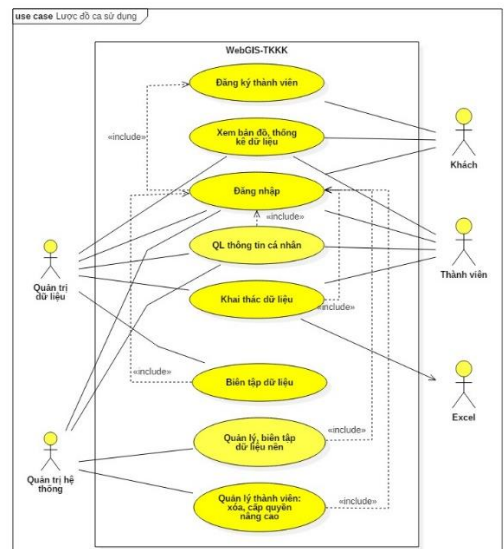 use case Lược đồ ca sử dụng
WebGIS-TKKK
Đăng ký thành viên
«include»
Xem bản đồ, thống
kê dữ liệu
Khách
Đăng nhập
«include»
QL thông tin cá nhân
Quản trị
dữ liệu
Thành viên
Khai thác dữ liệu
«include»
«include»
Biên tập dữ liệu
Excel
Quản lý, biên tập
dữ liệu nền
«include»
Quản trị hệ
thống
Quản lý thành viên:
xóa, cấp quyền
nâng cao
«include»